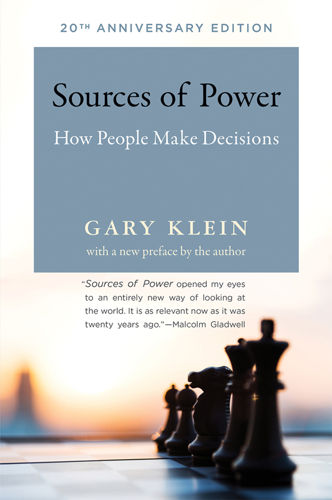 20TH ANNIVERSARY EDITION
Sources of Power
How People Make Decisions
GARY KLEIN
with a new preface by the author
“Sources of Power opened my eyes
to an entirely new way of looking at
the world. It is as relevant now as it was
twenty years ago.”—Malcolm Gladwell